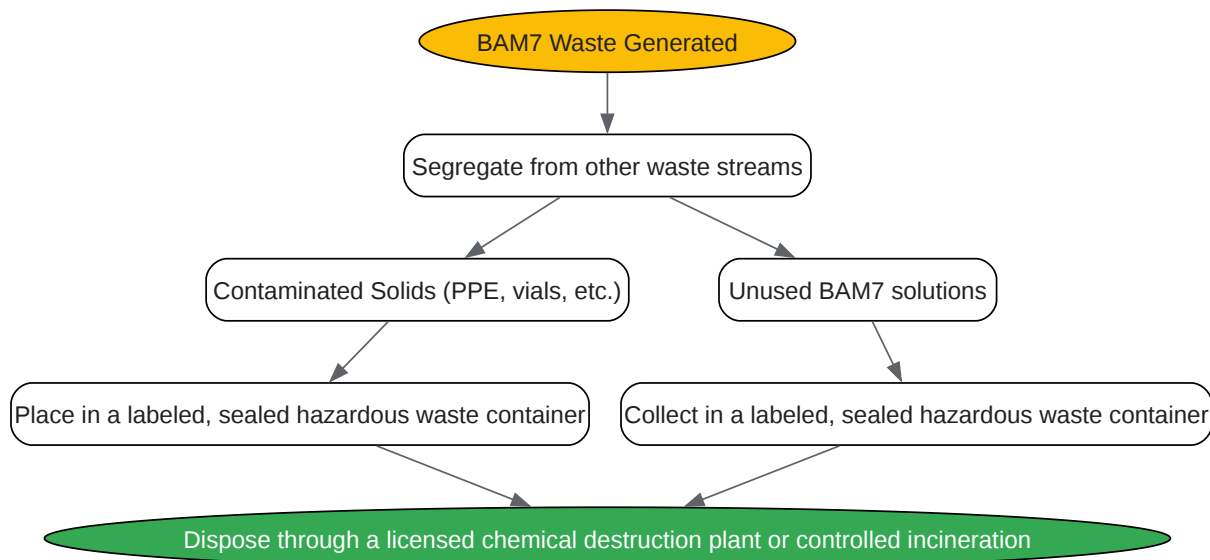 BAM7 Waste Generated
Segregate from other waste streams
Contaminated Solids (PPE, vials, etc.)
Unused BAM7 solutions
Place in a labeled, sealed hazardous waste container
Collect in a labeled, sealed hazardous waste container
Dispose through a licensed chemical destruction plant or controlled incineration